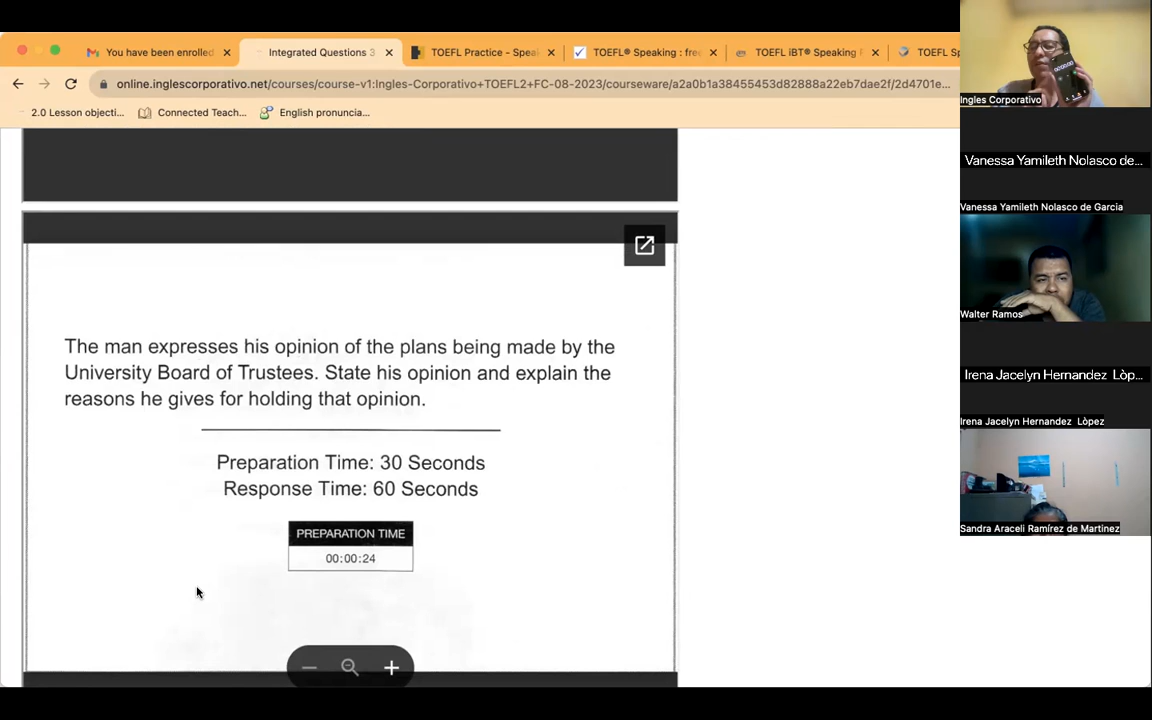 You have been enrolled
Integrated Questions 3
TOEFL Practice - Spea
TOEFL® Speaking : fre
TOEFL iBT® Speaking
TOEFL Sp
online.inglescorporativo.net/courses/course-v1:Ingles-Corporativo+TOEFL2+FC-08-2023/courseware/a2a0b1a38455453d82888a22eb7dae2f/2d4701e...
2.0 Lesson objecti...
Connected Teach...
English pronuncia...
The man expresses his opinion of the plans being made by the
University Board of Trustees. State his opinion and explain the
reasons he gives for holding that opinion.
Preparation Time: 30 Seconds
Response Time: 60 Seconds
PREPARATION TIME
00:00:24
Ingles Corporativo
Vanessa Yamileth Nolasco de...
Vanessa Yamileth Nolasco de Garcia
Walter Ramos
Irena Jacelyn Hernandez Lòp...
Irena Jacelyn Hernandez Lòpez
Sandra Araceli Ramírez de Martinez